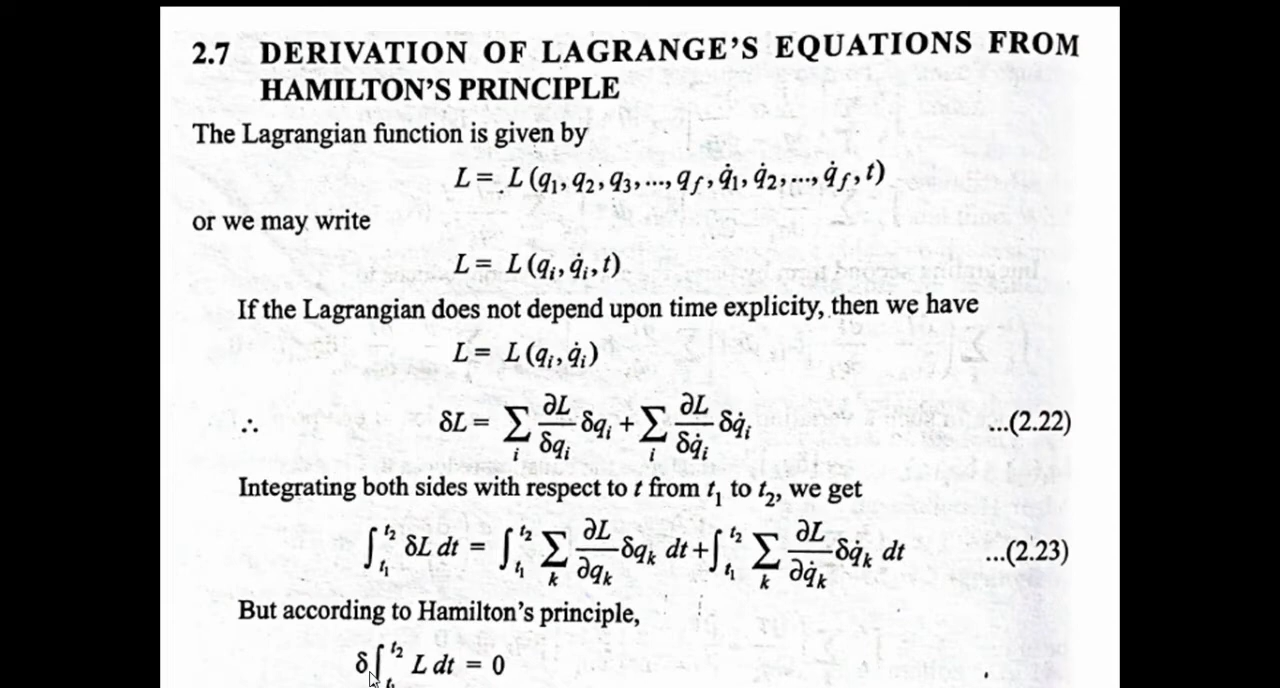 2.7 DERIVATION OF LAGRANGE'S EQUATIONS FROM
HAMILTON'S PRINCIPLE
The Lagrangian function is given by
L = L (q₁, q₂, q₃, ..., q_f, q̇₁, q̇₂, ..., q̇_f, t)
or we may write
L = L (qᵢ, q̇ᵢ, t)
If the Lagrangian does not depend upon time explicity, then we have
L = L (qᵢ, q̇ᵢ)
∴ δL = ∑ᵢ ∂L/δqᵢ δqᵢ + ∑ᵢ ∂L/δq̇ᵢ δq̇ᵢ ...(2.22)
Integrating both sides with respect to t from t₁ to t₂, we get
∫_{t₁}^{t₂} δL dt = ∫_{t₁}^{t₂} ∑ₖ ∂L/∂qₖ δqₖ dt + ∫_{t₁}^{t₂} ∑ₖ ∂L/∂q̇ₖ δq̇ₖ dt ...(2.23)
But according to Hamilton's principle,
δ∫_{t₁}^{t₂} L dt = 0